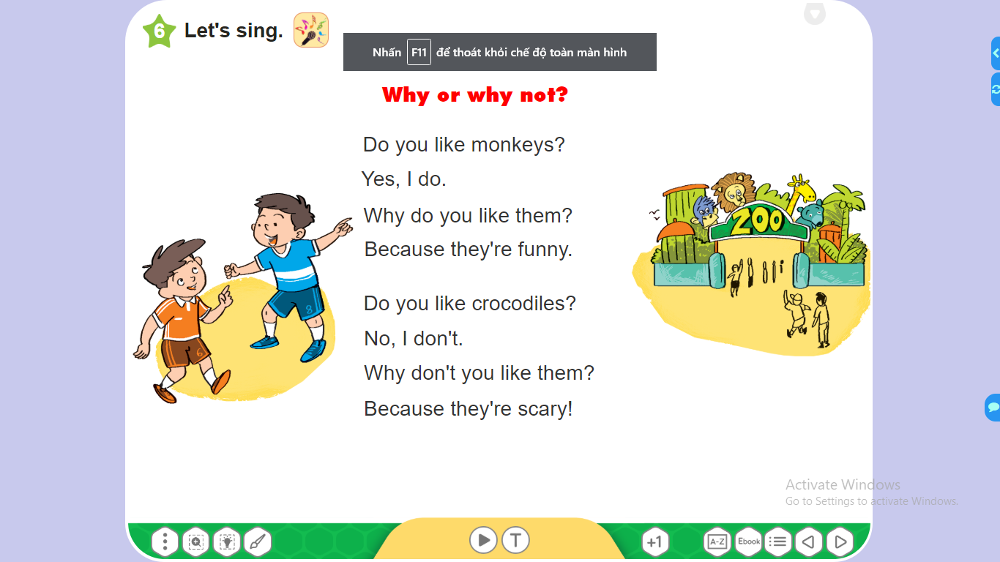 6 Let's sing.
Nhấn F11 để thoát khỏi chế độ toàn màn hình
Why or why not?
Do you like monkeys?
Yes, I do.
Why do you like them?
Because they're funny.
Do you like crocodiles?
No, I don't.
Why don't you like them?
Because they're scary!
ZOO
8
6
Activate Windows
Go to Settings to activate Windows.
T
+1
A-Z
Ebook